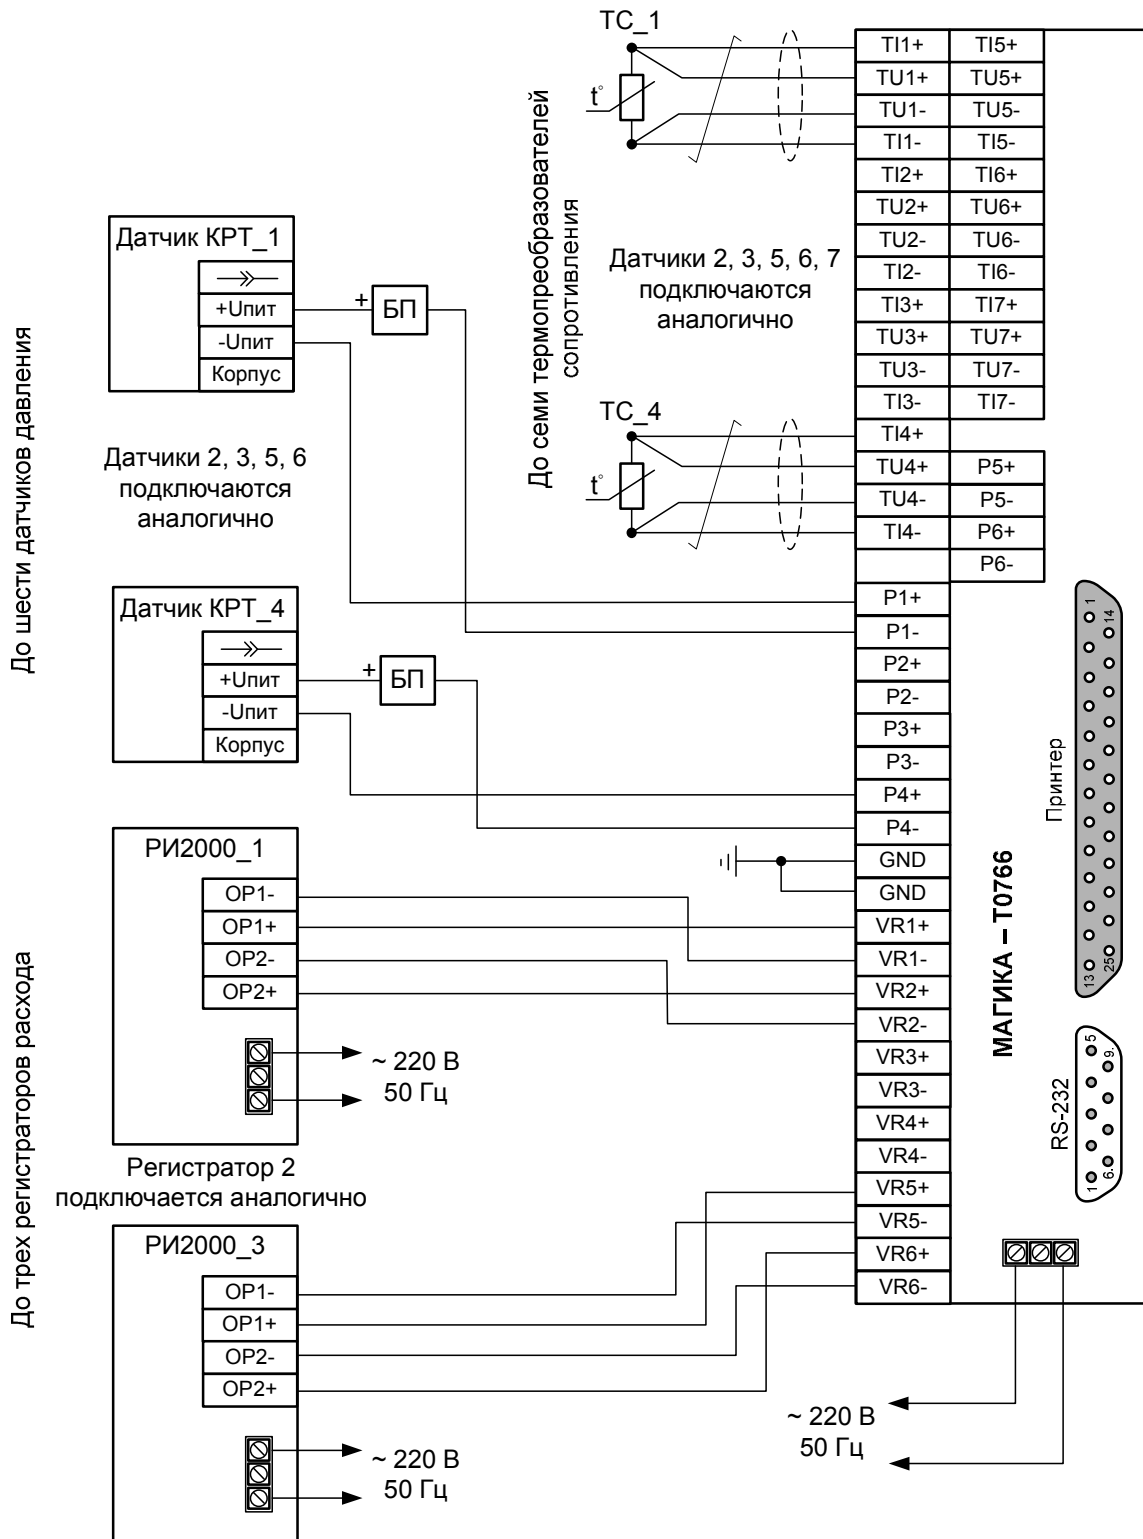 До шести датчиков давления
До трех регистраторов расхода
Датчик КРТ_1
+Uпит
-Uпит
Корпус
+
БП
Датчики 2, 3, 5, 6
подключаются
аналогично
Датчик КРТ_4
+Uпит
-Uпит
Корпус
+
БП
РИ2000_1
OP1-
OP1+
OP2-
OP2+
~ 220 В
50 Гц
Регистратор 2
подключается аналогично
РИ2000_3
OP1-
OP1+
OP2-
OP2+
~ 220 В
50 Гц
До семи термопреобразователей
сопротивления
ТС_1
t°
Датчики 2, 3, 5, 6, 7
подключаются
аналогично
ТС_4
t°
TI1+ TI5+
TU1+ TU5+
TU1- TU5-
TI1- TI5-
TI2+ TI6+
TU2+ TU6+
TU2- TU6-
TI2- TI6-
TI3+ TI7+
TU3+ TU7+
TU3- TU7-
TI3- TI7-
TI4+
TU4+ P5+
TU4- P5-
TI4- P6+
P6-
P1+
P1-
P2+
P2-
P3+
P3-
P4+
P4-
GND
GND
VR1+
VR1-
VR2+
VR2-
VR3+
VR3-
VR4+
VR4-
VR5+
VR5-
VR6+
VR6-
МАГИКА – Т0766
Принтер
1
14
13
25
RS-232
5
9.
1
6.
~ 220 В
50 Гц